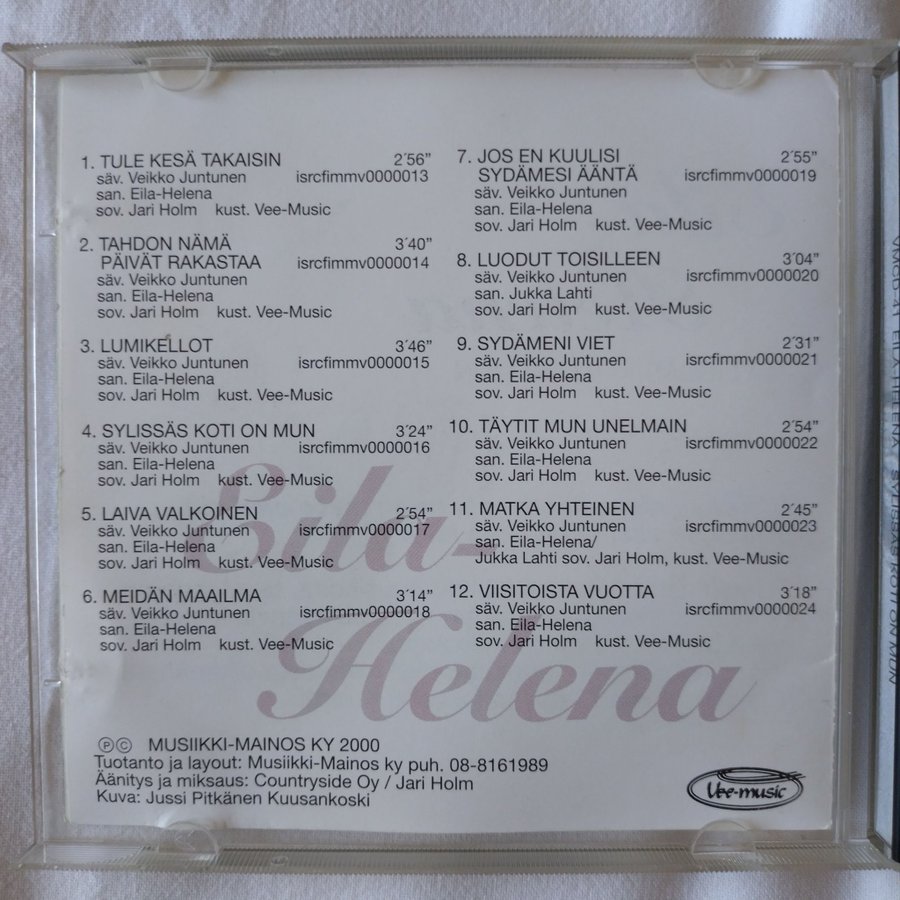 1. TULE KESÄ TAKAISIN 2´56”
säv. Veikko Juntunen isrcfimmv0000013
san. Eila-Helena
sov. Jari Holm kust. Vee-Music
2. TAHDON NÄMÄ 3´40”
PÄIVÄT RAKASTAA isrcfimmv0000014
säv. Veikko Juntunen
san. Eila-Helena
sov. Jari Holm kust. Vee-Music
3. LUMIKELLOT 3´46”
säv. Veikko Juntunen isrcfimmv0000015
san. Eila-Helena
sov. Jari Holm kust. Vee-Music
4. SYLISSÄS KOTI ON MUN 3´24”
säv. Veikko Juntunen isrcfimmv0000016
san. Eila-Helena
sov. Jari Holm kust. Vee-Music
5. LAIVA VALKOINEN 2´54”
säv. Veikko Juntunen isrcfimmv0000017
san. Eila-Helena
sov. Jari Holm kust. Vee-Music
6. MEIDÄN MAAILMA 3´14”
säv. Veikko Juntunen isrcfimmv0000018
san. Eila-Helena
sov. Jari Holm kust. Vee-Music
7. JOS EN KUULISI 2´55”
SYDÄMESI ÄÄNTÄ isrcfimmv0000019
säv. Veikko Juntunen
san. Eila-Helena
sov. Jari Holm kust. Vee-Music
8. LUODUT TOISILLEEN 3´04”
säv. Veikko Juntunen isrcfimmv0000020
san. Jukka Lahti
sov. Jari Holm kust. Vee-Music
9. SYDÄMENI VIET 2´31”
säv. Veikko Juntunen isrcfimmv0000021
san. Eila-Helena
sov. Jari Holm kust. Vee-Music
10. TÄYTIT MUN UNELMAIN 2´54”
säv. Veikko Juntunen isrcfimmv0000022
san. Eila-Helena
sov. Jari Holm kust. Vee-Music
11. MATKA YHTEINEN 2´45”
säv. Veikko Juntunen isrcfimmv0000023
san. Eila-Helena/
Jukka Lahti sov. Jari Holm, kust. Vee-Music
12. VIISITOISTA VUOTTA 3´18”
säv. Veikko Juntunen isrcfimmv0000024
san. Eila-Helena
sov. Jari Holm kust. Vee-Music
Eila-
Helena
Ⓟ© MUSIIKKI-MAINOS KY 2000
Tuotanto ja layout: Musiikki-Mainos ky puh. 08-8161989
Äänitys ja miksaus: Countryside Oy / Jari Holm
Kuva: Jussi Pitkänen Kuusankoski
Vee-music
EILA-HELENA / SYLISSÄS KOTI ON MUN